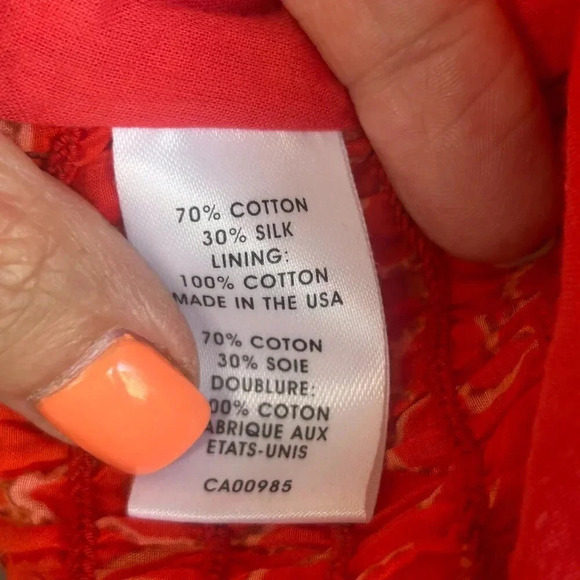 70% COTTON
30% SILK
LINING:
100% COTTON
MADE IN THE USA
70% COTON
30% SOIE
DOUBLURE:
00% COTON
ABRIQUE AUX
ETATS-UNIS
CA00985